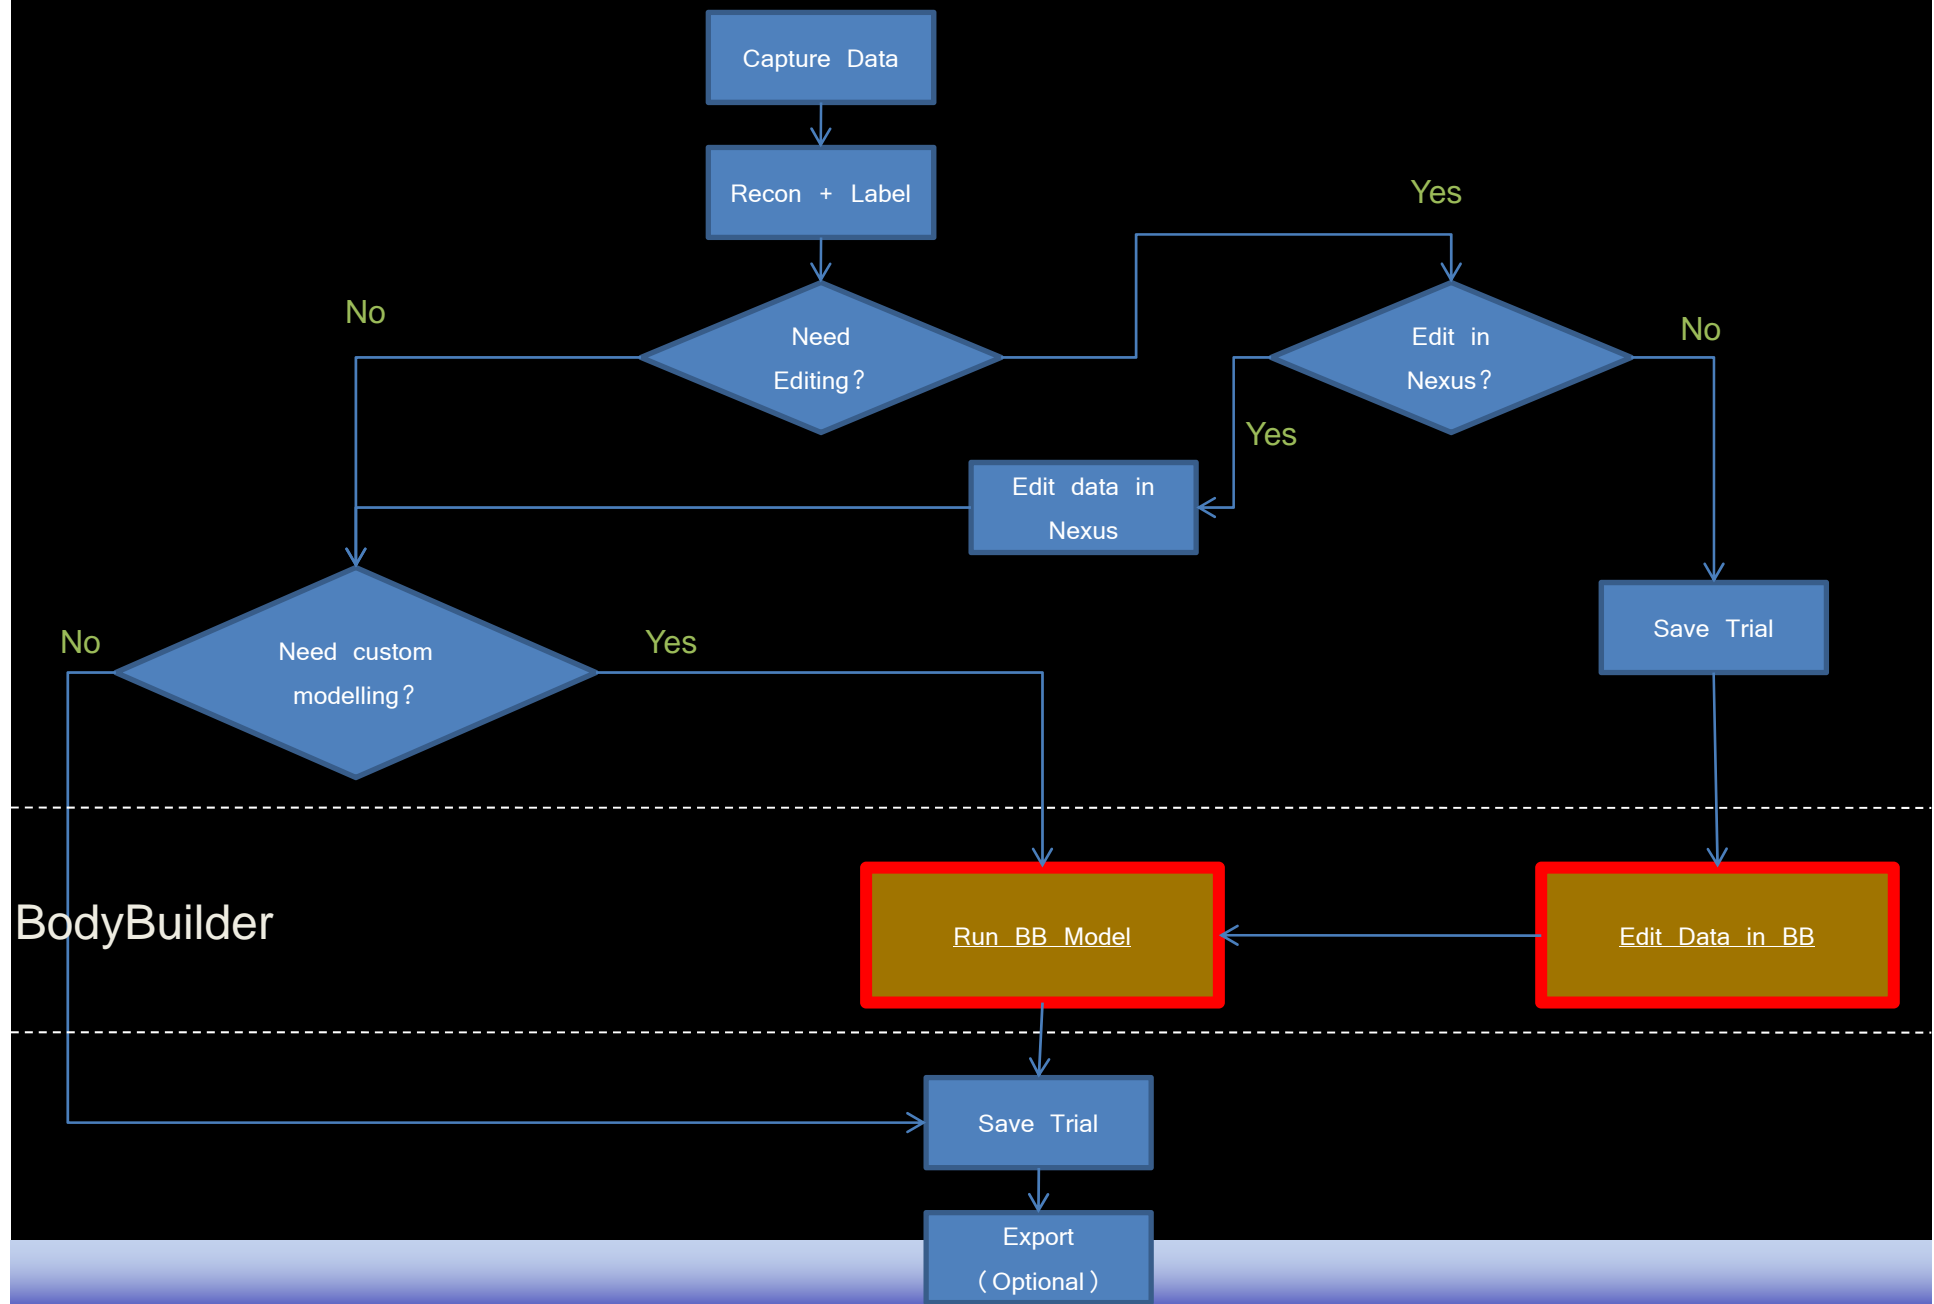 Capture Data
Recon + Label
Yes
No
Need
Editing?
Edit in
Nexus?
No
Yes
Edit data in
Nexus
Save Trial
No
Need custom
modelling?
Yes
BodyBuilder
Run BB Model
Edit Data in BB
Save Trial
Export
(Optional)